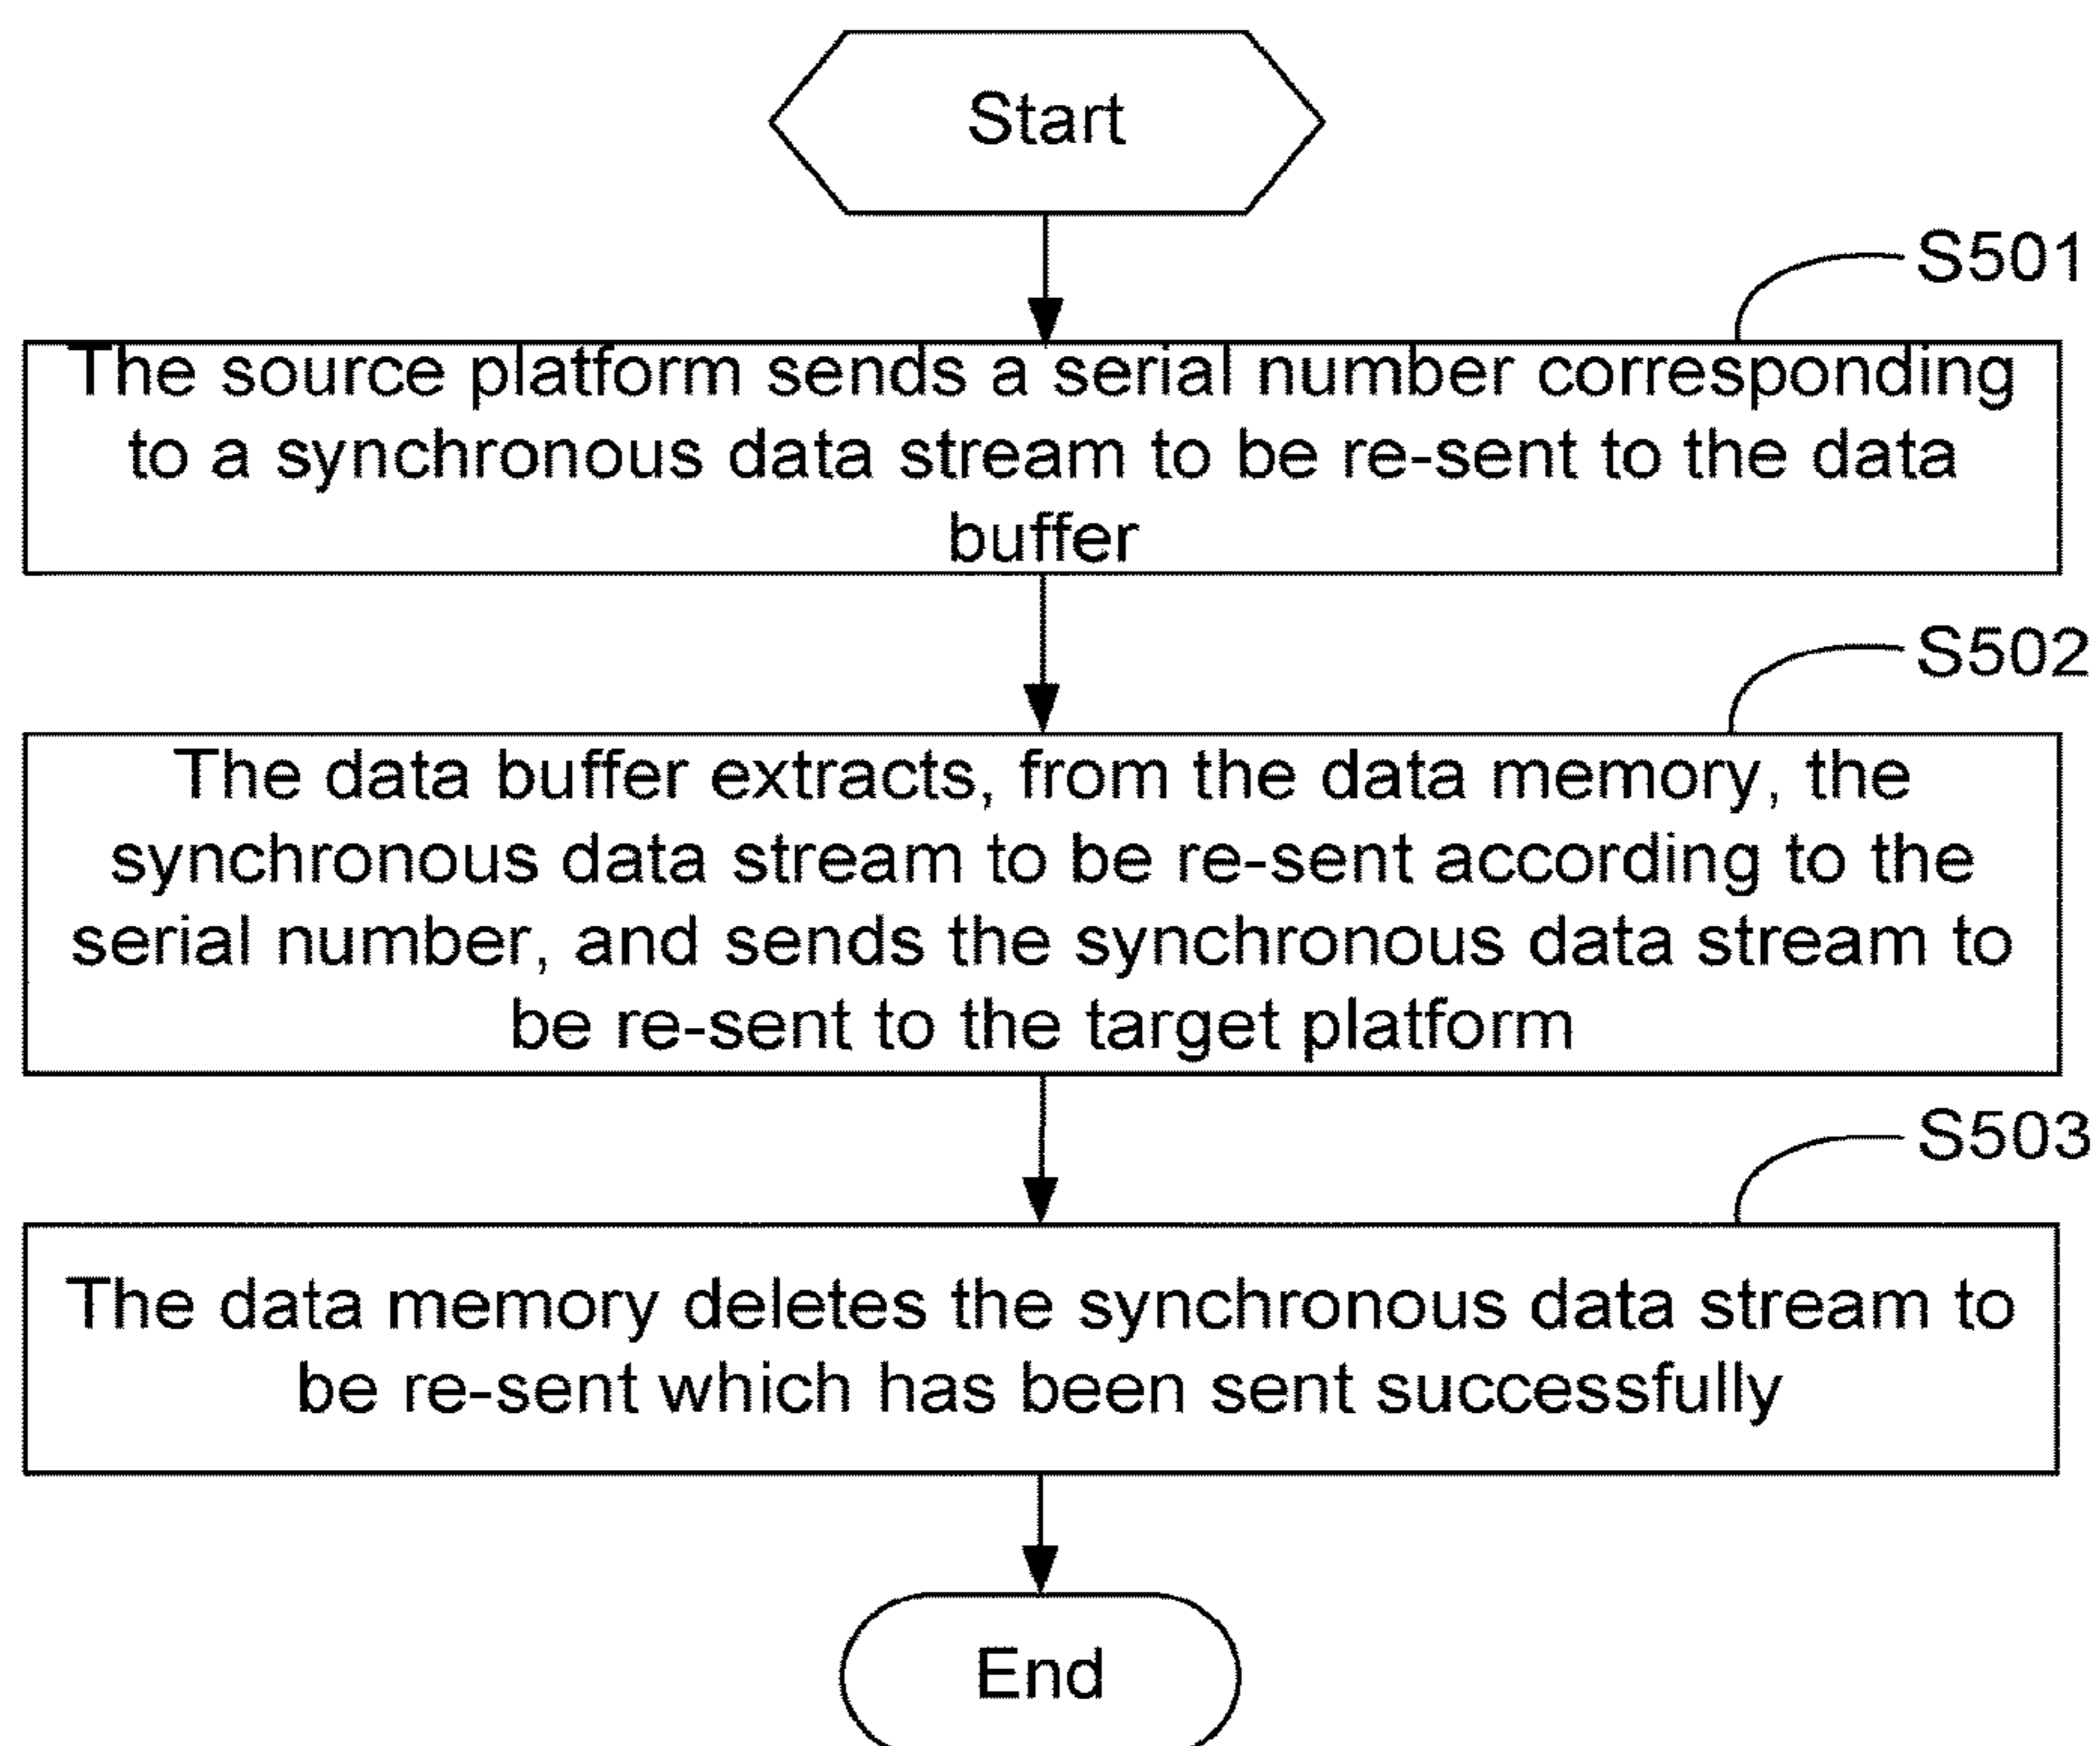 Start
S501
The source platform sends a serial number corresponding
to a synchronous data stream to be re-sent to the data
buffer
S502
The data buffer extracts, from the data memory, the
synchronous data stream to be re-sent according to the
serial number, and sends the synchronous data stream to
be re-sent to the target platform
S503
The data memory deletes the synchronous data stream to
be re-sent which has been sent successfully
End